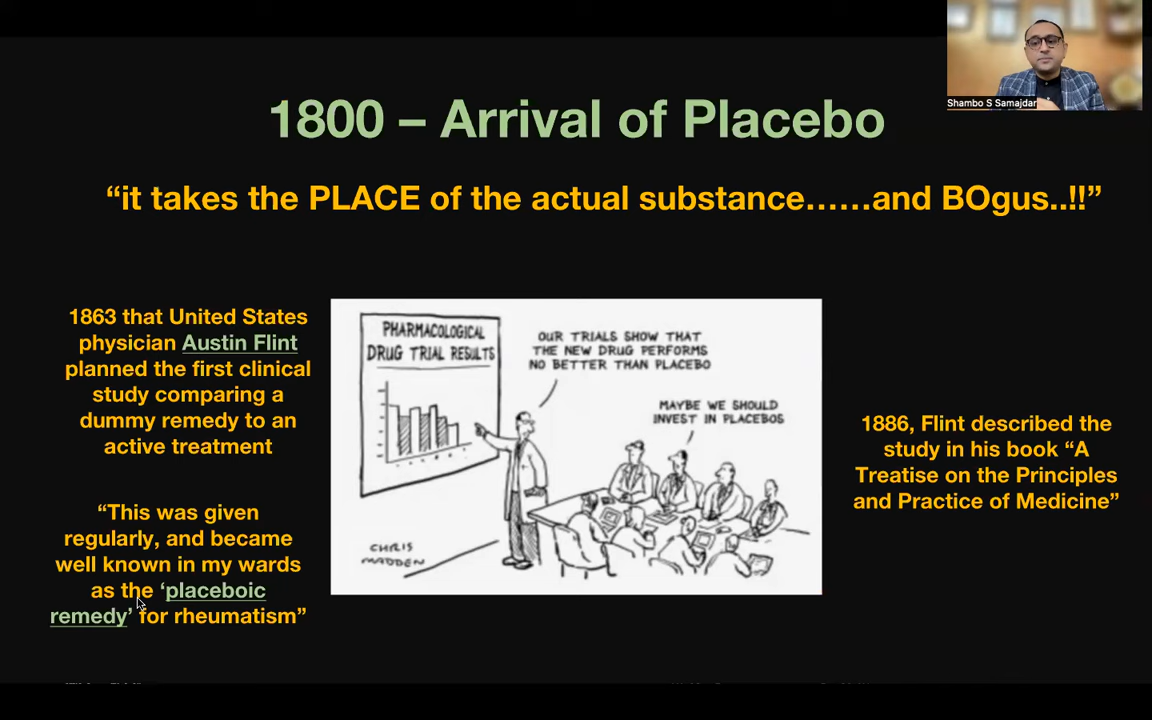 Shambo S Samajdar
1800 – Arrival of Placebo
“it takes the PLACE of the actual substance……and BOgus..!!”
1863 that United States
physician Austin Flint
planned the first clinical
study comparing a
dummy remedy to an
active treatment
“This was given
regularly, and became
well known in my wards
as the ‘placeboic
remedy’ for rheumatism”
PHARMACOLOGICAL
DRUG TRIAL RESULTS
OUR TRIALS SHOW THAT
THE NEW DRUG PERFORMS
NO BETTER THAN PLACEBO
MAYBE WE SHOULD
INVEST IN PLACEBOS
CHRIS
MADDEN
1886, Flint described the
study in his book “A
Treatise on the Principles
and Practice of Medicine”